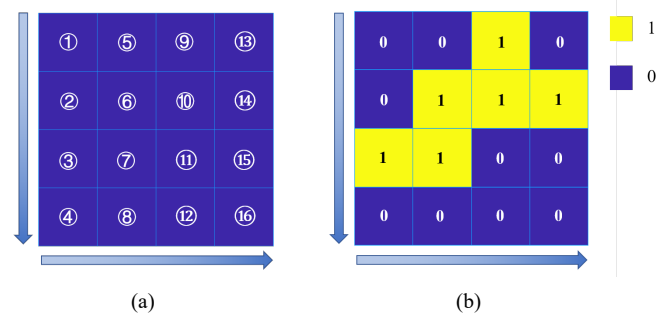 ① ⑤ ⑨ ⑬
② ⑥ ⑩ ⑭
③ ⑦ ⑪ ⑮
④ ⑧ ⑫ ⑯
(a)
0 0 1 0
0 1 1 1
1 1 0 0
0 0 0 0
(b)
1
0